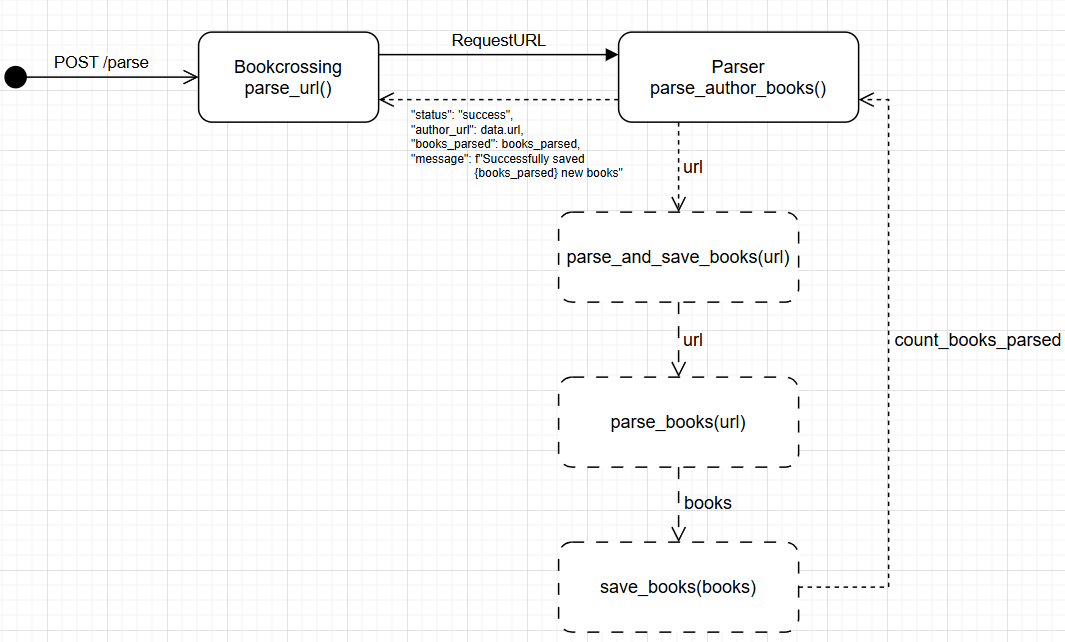 POST /parse
Bookcrossing
parse_url()
RequestURL
Parser
parse_author_books()
"status": "success",
"author_url": data.url,
"books_parsed": books_parsed,
"message": f"Successfully saved
{books_parsed} new books"
url
parse_and_save_books(url)
url
count_books_parsed
parse_books(url)
books
save_books(books)